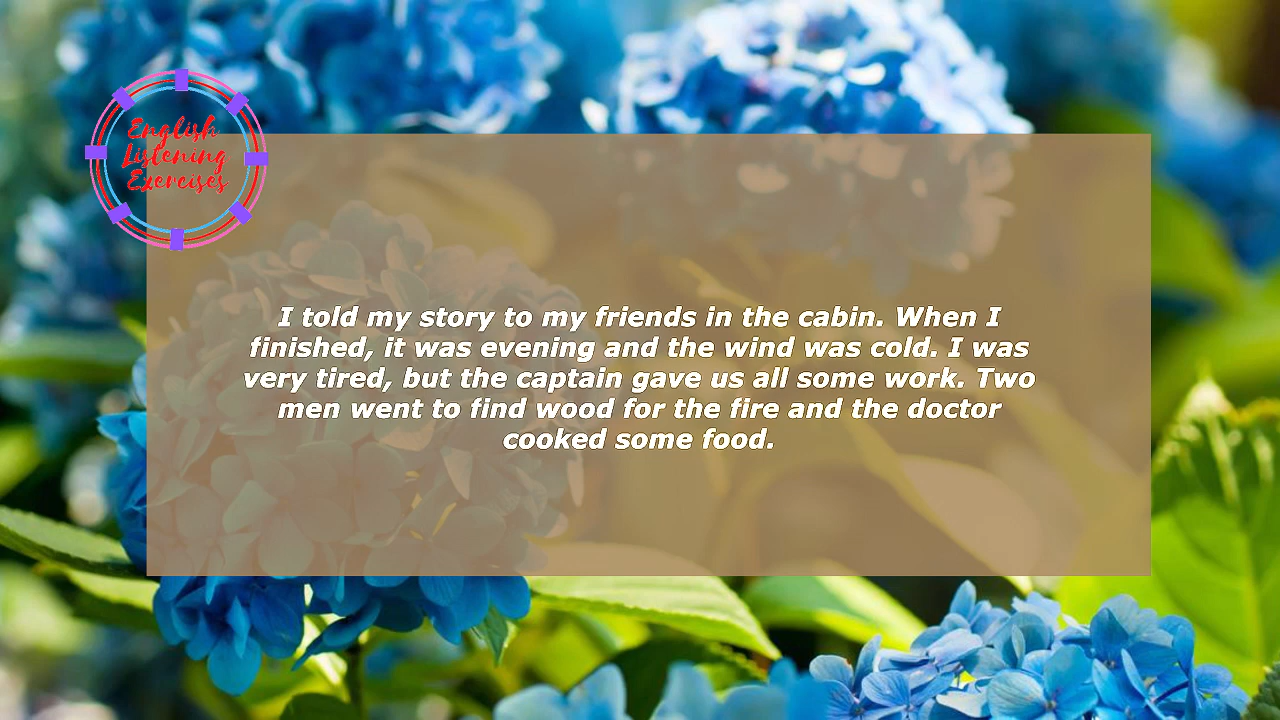 English
Listening
Exercises
I told my story to my friends in the cabin. When I
finished, it was evening and the wind was cold. I was
very tired, but the captain gave us all some work. Two
men went to find wood for the fire and the doctor
cooked some food.